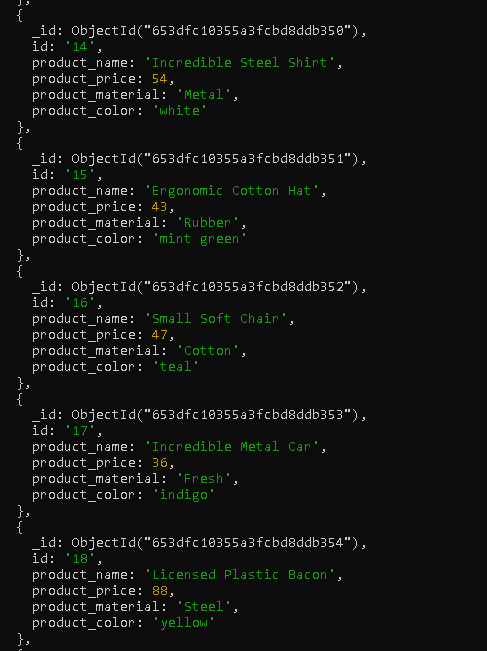 },
{
_id: ObjectId("653dfc10355a3fcbd8ddb350"),
id: '14',
product_name: 'Incredible Steel Shirt',
product_price: 54,
product_material: 'Metal',
product_color: 'white'
},
{
_id: ObjectId("653dfc10355a3fcbd8ddb351"),
id: '15',
product_name: 'Ergonomic Cotton Hat',
product_price: 43,
product_material: 'Rubber',
product_color: 'mint green'
},
{
_id: ObjectId("653dfc10355a3fcbd8ddb352"),
id: '16',
product_name: 'Small Soft Chair',
product_price: 47,
product_material: 'Cotton',
product_color: 'teal'
},
{
_id: ObjectId("653dfc10355a3fcbd8ddb353"),
id: '17',
product_name: 'Incredible Metal Car',
product_price: 36,
product_material: 'Fresh',
product_color: 'indigo'
},
{
_id: ObjectId("653dfc10355a3fcbd8ddb354"),
id: '18',
product_name: 'Licensed Plastic Bacon',
product_price: 88,
product_material: 'Steel',
product_color: 'yellow'
},